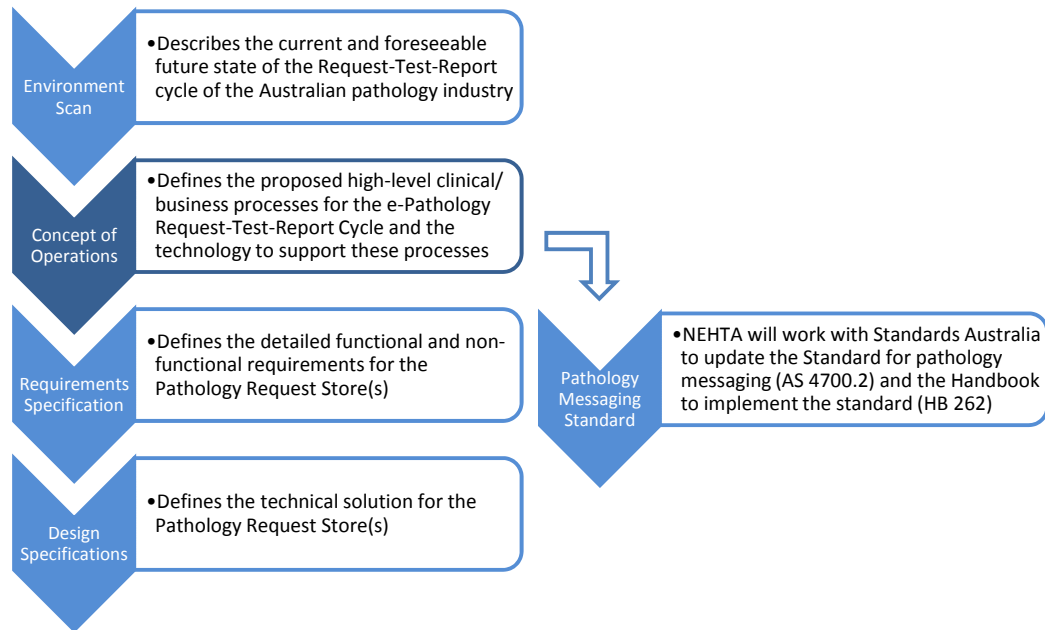 Environment
Scan
•Describes the current and foreseeable
future state of the Request-Test-Report
cycle of the Australian pathology industry
Concept of
Operations
•Defines the proposed high-level clinical/
business processes for the e-Pathology
Request-Test-Report Cycle and the
technology to support these processes
Requirements
Specification
•Defines the detailed functional and non-
functional requirements for the
Pathology Request Store(s)
Pathology
Messaging
Standard
•NEHTA will work with Standards Australia
to update the Standard for pathology
messaging (AS 4700.2) and the Handbook
to implement the standard (HB 262)
Design
Specifications
•Defines the technical solution for the
Pathology Request Store(s)